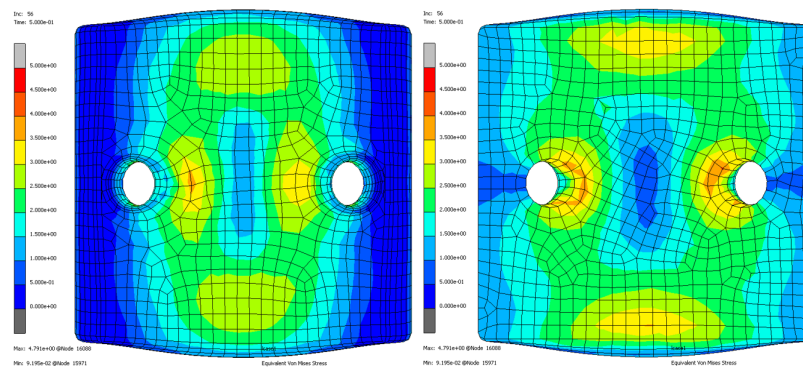 Inc: 56
Time: 5.000e-01
5.000e+00
4.500e+00
4.000e+00
3.500e+00
3.000e+00
2.500e+00
2.000e+00
1.500e+00
1.000e+00
5.000e-01
0.000e+00
Max: 4.791e+00 @Node 16088
Min: 9.195e-02 @Node 15971
Equivalent Von Mises Stress
Inc: 56
Time: 5.000e-01
5.000e+00
4.500e+00
4.000e+00
3.500e+00
3.000e+00
2.500e+00
2.000e+00
1.500e+00
1.000e+00
5.000e-01
0.000e+00
Max: 4.791e+00 @Node 16088
Min: 9.195e-02 @Node 15971
Equivalent Von Mises Stress